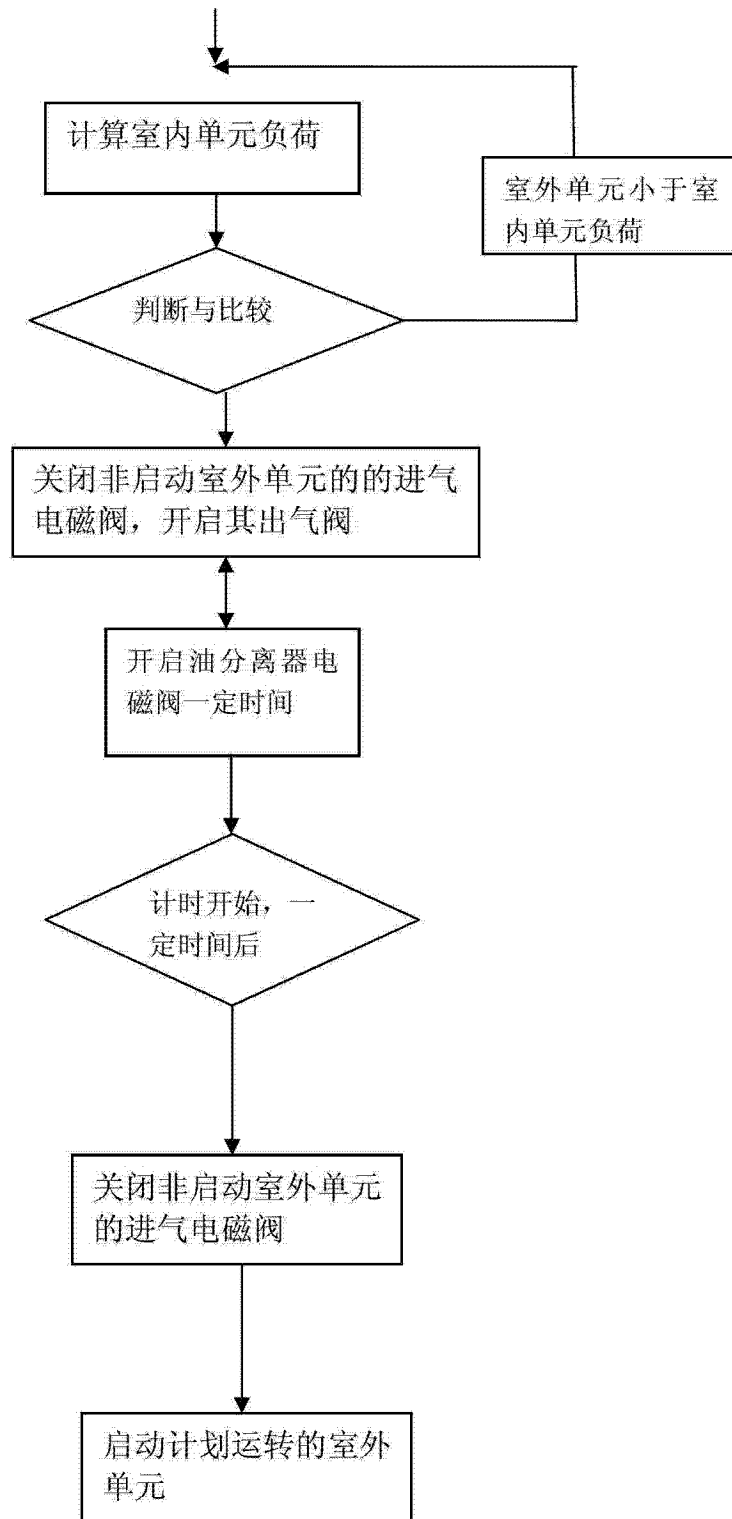 计算室内单元负荷
室外单元小于室
内单元负荷
判断与比较
关闭非启动室外单元的的进气
电磁阀，开启其出气阀
开启油分离器电
磁阀一定时间
计时开始，一
定时间后
关闭非启动室外单元
的进气电磁阀
启动计划运转的室外
单元